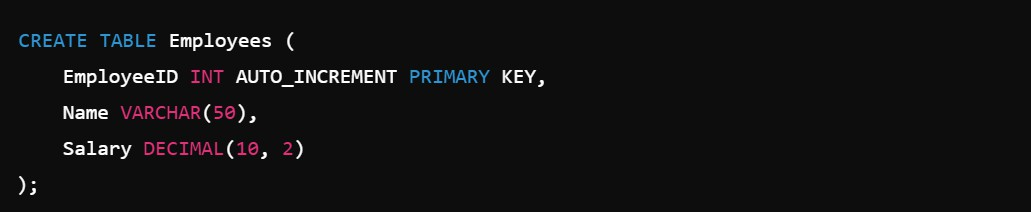 CREATE TABLE Employees (
    EmployeeID INT AUTO_INCREMENT PRIMARY KEY,
    Name VARCHAR(50),
    Salary DECIMAL(10, 2)
);